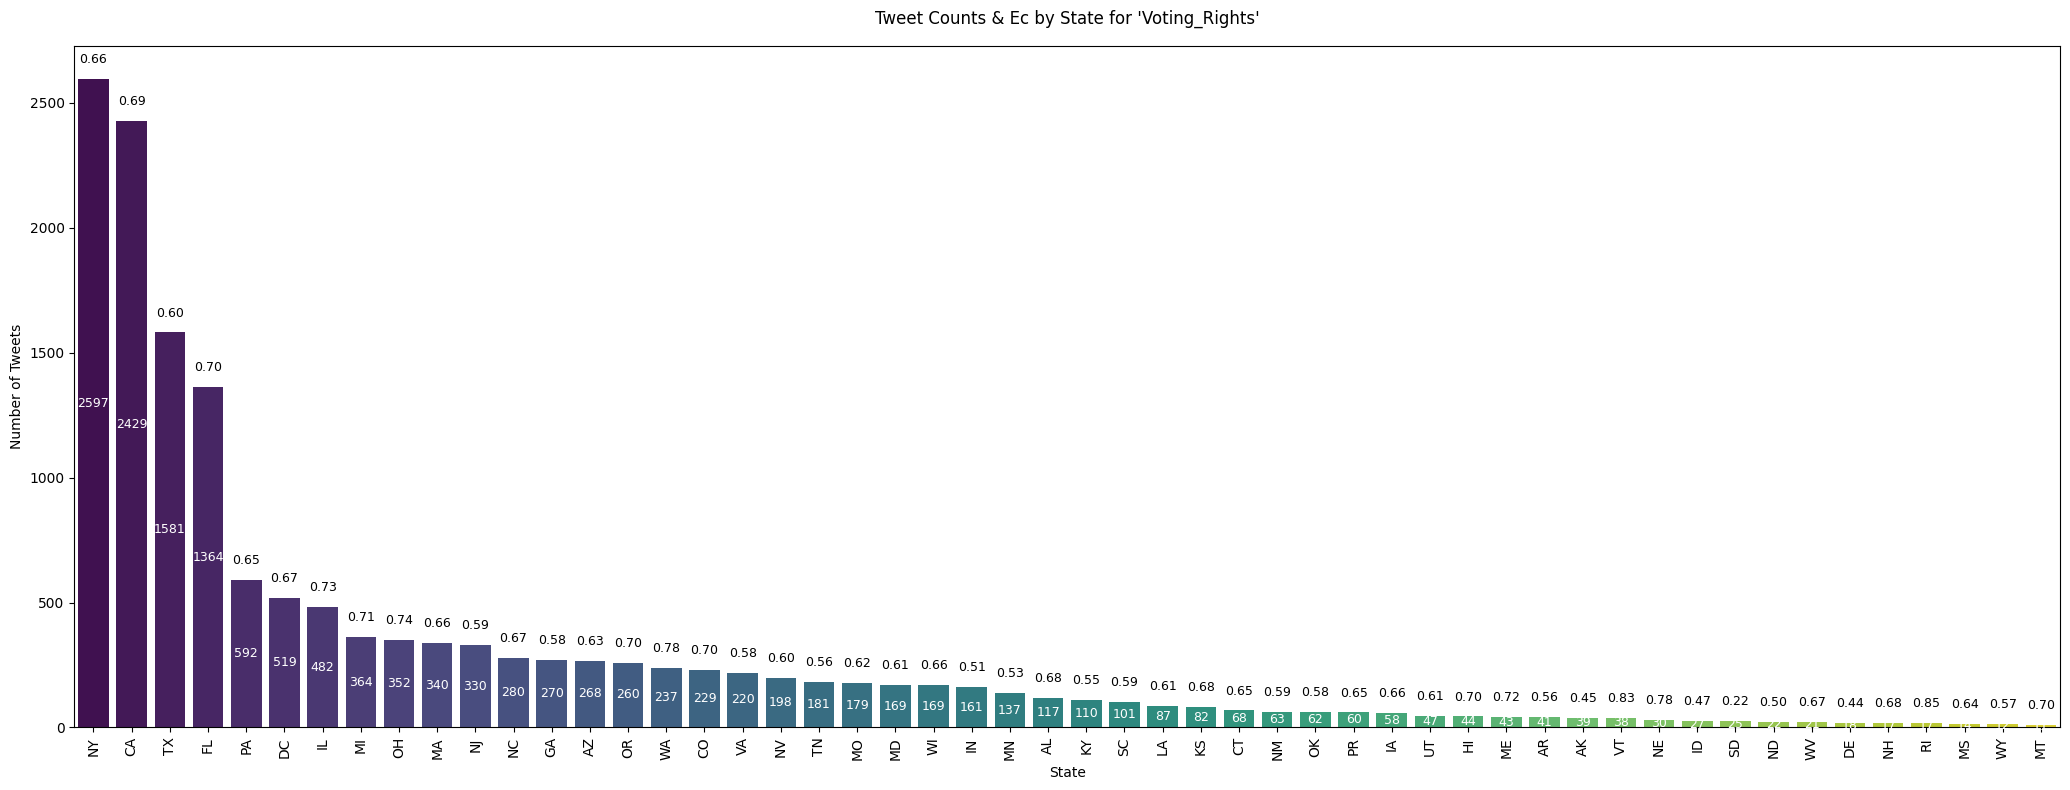 Tweet Counts & Ec by State for 'Voting_Rights'
Number of Tweets
2500
2000
1500
1000
500
0
0.66 0.69 0.60 0.70 0.65 0.67 0.73 0.71 0.74 0.66 0.59 0.67 0.58 0.63 0.70 0.78 0.70 0.58 0.60 0.56 0.62 0.61 0.66 0.51 0.53 0.68 0.55 0.59 0.61 0.68 0.65 0.59 0.58 0.65 0.66 0.61 0.70 0.72 0.56 0.45 0.83 0.78 0.47 0.22 0.50 0.67 0.44 0.68 0.85 0.64 0.57 0.70
2597 2429 1581 1364 592 519 482 364 352 340 330 280 270 268 260 237 229 220 198 181 179 169 169 161 137 117 110 101 87 82 68 63 62 60 58 47 44 43 41 39 38 30 27 25 22 21 18
NY CA TX FL PA DC IL MI OH MA NJ NC GA AZ OR WA CO VA NV TN MO MD WI IN MN AL KY SC LA KS CT NM OK PR IA UT HI ME AR AK VT NE ID SD ND WV DE NH RI MS WY MT
State